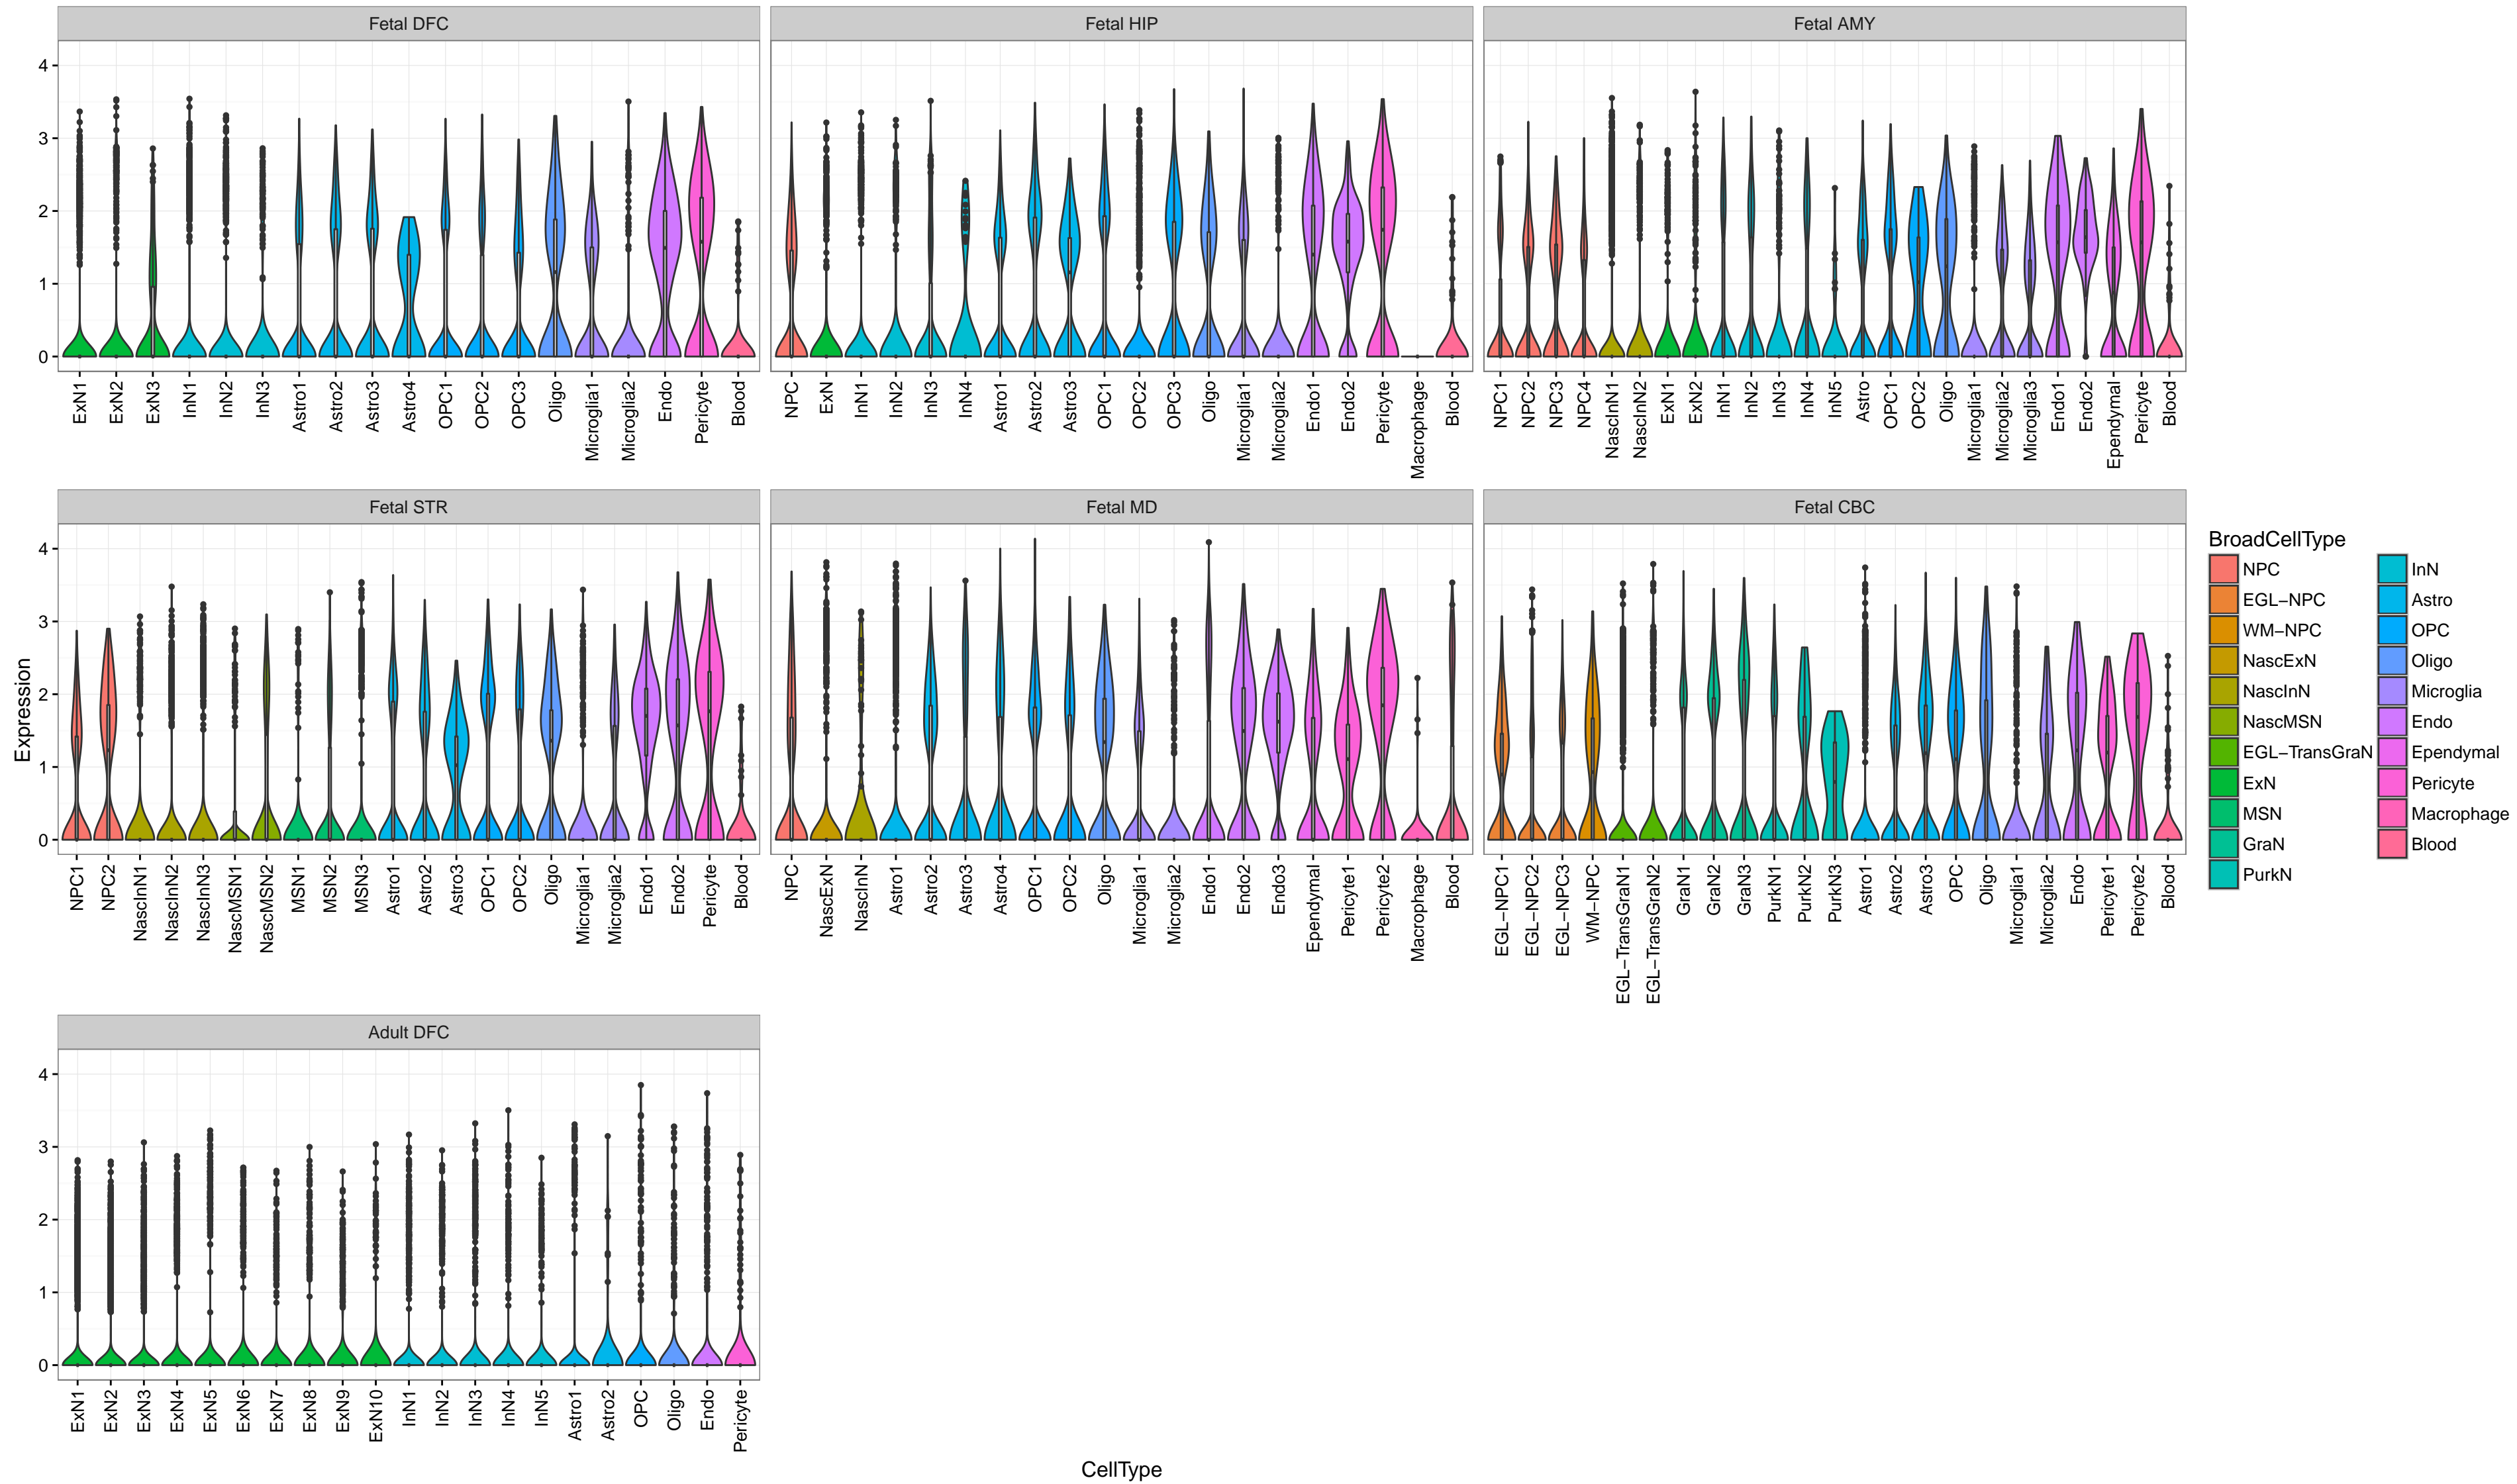 Fetal DFC
Fetal HIP
Fetal AMY
4
3
2
1
0
ExN1 ExN2 ExN3 InN1 InN2 InN3 Astro1 Astro2 Astro3 Astro4 OPC1 OPC2 OPC3 Oligo Microglia1 Microglia2 Endo Pericyte Blood
NPC ExN InN1 InN2 InN3 InN4 Astro1 Astro2 Astro3 OPC1 OPC2 OPC3 Oligo Microglia1 Microglia2 Endo1 Endo2 Pericyte Macrophage Blood
NPC1 NPC2 NPC3 NPC4 NascInN1 NascInN2 ExN1 ExN2 InN1 InN2 InN3 InN4 InN5 Astro OPC1 OPC2 Oligo Microglia1 Microglia2 Microglia3 Endo1 Endo2 Ependymal Pericyte Blood
Fetal STR
Fetal MD
Fetal CBC
Expression
4
3
2
1
0
NPC1 NPC2 NascInN1 NascInN2 NascInN3 NascMSN1 NascMSN2 MSN1 MSN2 MSN3 Astro1 Astro2 Astro3 OPC1 OPC2 Oligo Microglia1 Microglia2 Endo1 Endo2 Pericyte Blood
NPC NascExN NascInN Astro1 Astro2 Astro3 Astro4 OPC1 OPC2 Oligo Microglia1 Microglia2 Endo1 Endo2 Endo3 Ependymal Pericyte1 Pericyte2 Macrophage Blood
EGL−NPC1 EGL−NPC2 EGL−NPC3 WM−NPC EGL−TransGraN1 EGL−TransGraN2 GraN1 GraN2 GraN3 PurkN1 PurkN2 PurkN3 Astro1 Astro2 Astro3 OPC Oligo Microglia1 Microglia2 Endo Pericyte1 Pericyte2 Blood
BroadCellType
NPC
EGL−NPC
WM−NPC
NascExN
NascInN
NascMSN
EGL−TransGraN
ExN
MSN
GraN
PurkN
InN
Astro
OPC
Oligo
Microglia
Endo
Ependymal
Pericyte
Macrophage
Blood
Adult DFC
4
3
2
1
0
ExN1 ExN2 ExN3 ExN4 ExN5 ExN6 ExN7 ExN8 ExN9 ExN10 InN1 InN2 InN3 InN4 InN5 Astro1 Astro2 OPC Oligo Endo Pericyte
CellType